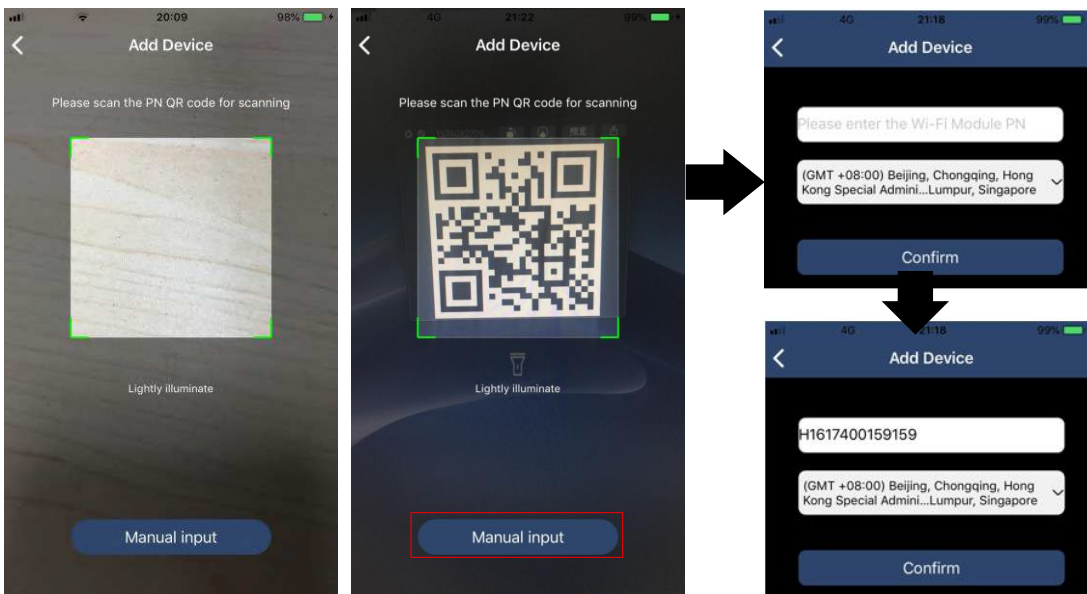 20:09
98%
Add Device
Please scan the PN QR code for scanning
Lightly illuminate
Manual input
4G
21:22
99%
Add Device
Please scan the PN QR code for scanning
Lightly illuminate
Manual input
4G
21:18
99%
Add Device
Please enter the Wi-Fi Module PN
(GMT +08:00) Beijing, Chongqing, Hong
Kong Special Admini...Lumpur, Singapore
Confirm
4G
21:18
99%
Add Device
H1617400159159
(GMT +08:00) Beijing, Chongqing, Hong
Kong Special Admini...Lumpur, Singapore
Confirm